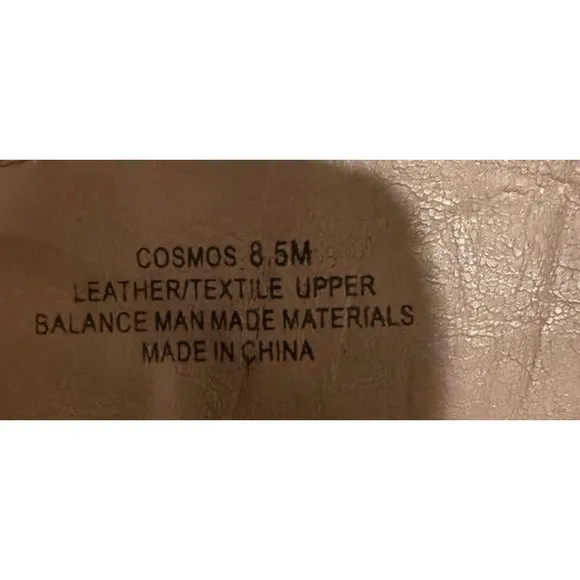 COSMOS 8.5M
LEATHER/TEXTILE UPPER
BALANCE MAN MADE MATERIALS
MADE IN CHINA